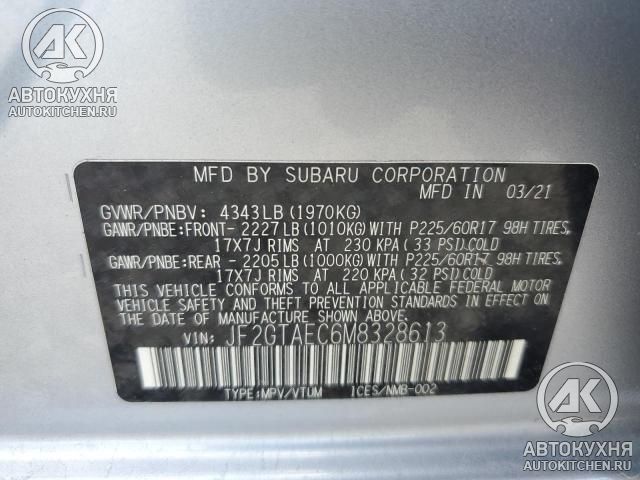 AK
АВТОКУХНЯ
AUTOKITCHEN.RU
MFD BY SUBARU CORPORATION
MFD IN 03/21
GVWR/PNBV: 4343LB(1970KG)
GAWR/PNBE:FRONT- 2227LB(1010KG)WITH P225/60R17 98H TIRES,
17X7J RIMS AT 230 KPA (33 PSI)COLD
GAWR/PNBE:REAR - 2205LB(1000KG)WITH P225/60R17 98H TIRES,
17X7J RIMS AT 220 KPA (32 PSI)COLD
THIS VEHICLE CONFORMS TO ALL APPLICABLE FEDERAL MOTOR
VEHICLE SAFETY AND THEFT PREVENTION STANDARDS IN EFFECT ON
THE DATE OF MANUFACTURE SHOWN ABOVE.
VIN: JF2GTAEC6M8328613
TYPE:MPV/VTUM ICES/NMB-002
AK
АВТОКУХНЯ
AUTOKITCHEN.RU